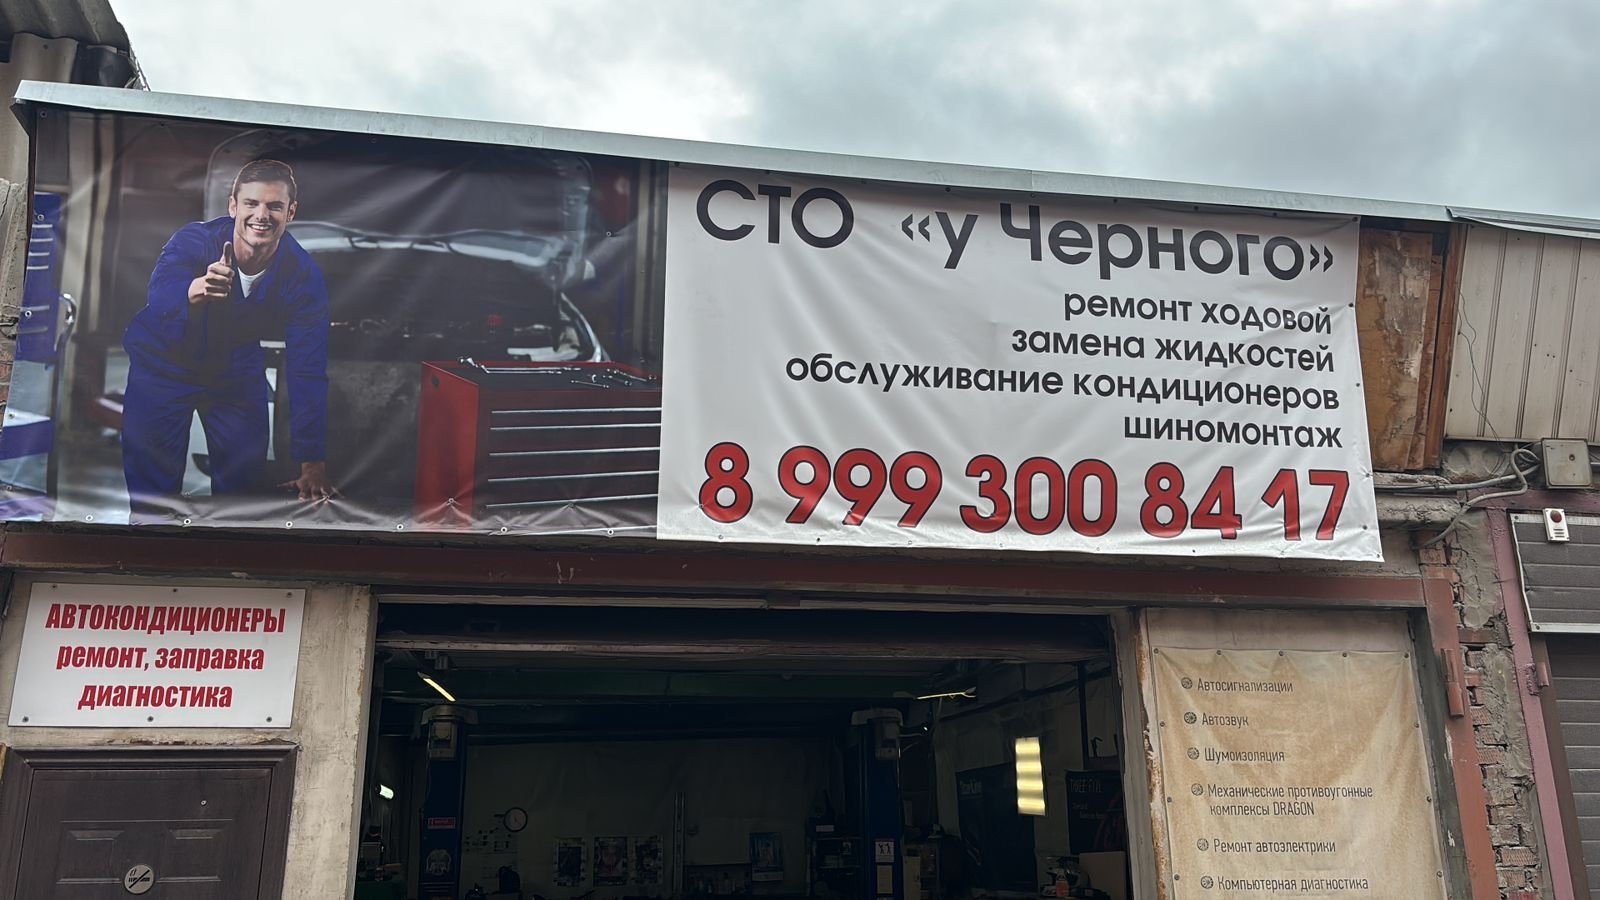 СТО «у Черного»
ремонт ходовой
замена жидкостей
обслуживание кондиционеров
шиномонтаж
8 999 300 84 17
АВТОКОНДИЦИОНЕРЫ
ремонт, заправка
диагностика
Автосигнализации
Автозвук
Шумоизоляция
Механические противоугонные
комплексы DRAGON
Ремонт автоэлектрики
Компьютерная диагностика